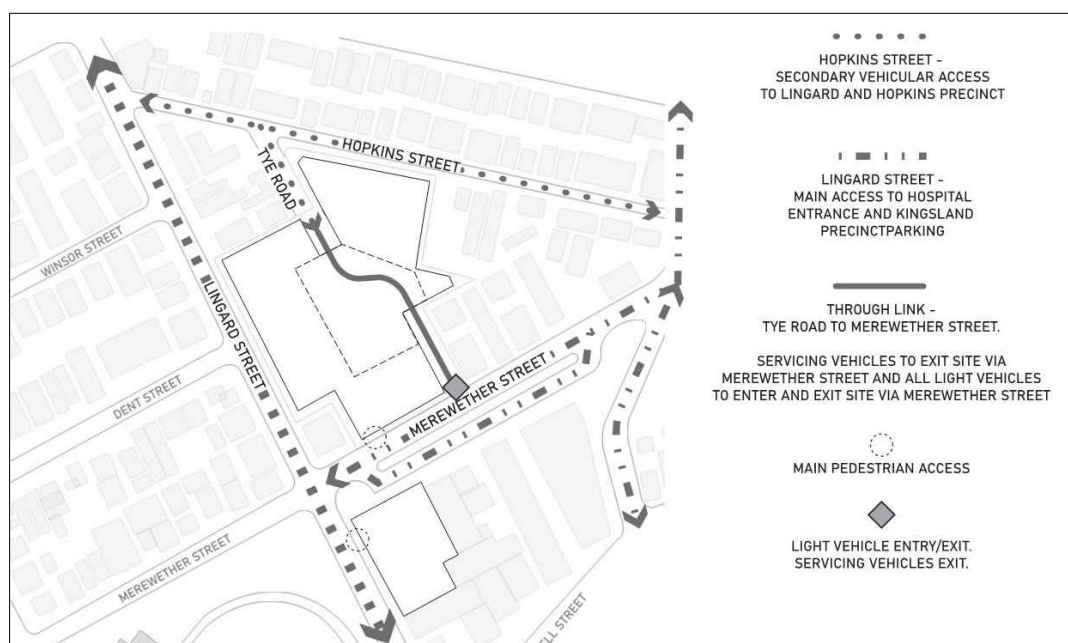 HOPKINS STREET
TYE ROAD
WINSOR STREET
LINGARD STREET
DENT STREET
MEREWETHER STREET
MEREWETHER STREET
ELL STREET
HOPKINS STREET -
SECONDARY VEHICULAR ACCESS
TO LINGARD AND HOPKINS PRECINCT
LINGARD STREET -
MAIN ACCESS TO HOSPITAL
ENTRANCE AND KINGSLAND
PRECINCTPARKING
THROUGH LINK -
TYE ROAD TO MEREWETHER STREET.
SERVICING VEHICLES TO EXIT SITE VIA
MEREWETHER STREET AND ALL LIGHT VEHICLES
TO ENTER AND EXIT SITE VIA MEREWETHER STREET
MAIN PEDESTRIAN ACCESS
LIGHT VEHICLE ENTRY/EXIT.
SERVICING VEHICLES EXIT.